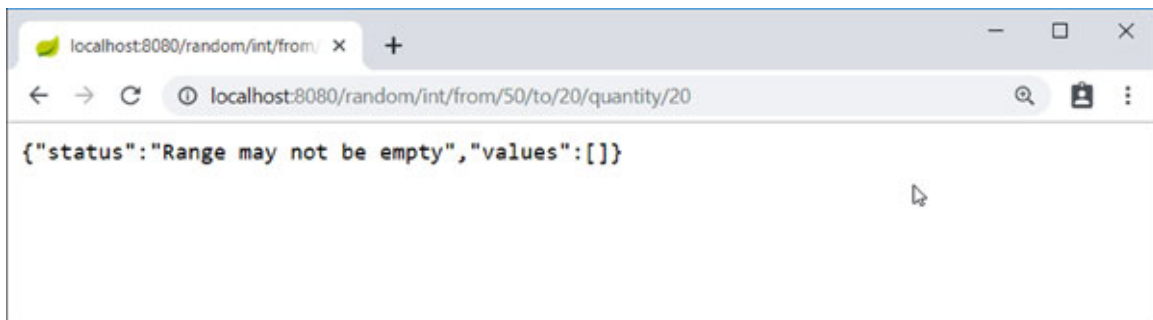 localhost:8080/random/int/from/
localhost:8080/random/int/from/50/to/20/quantity/20
{"status":"Range may not be empty","values":[]}